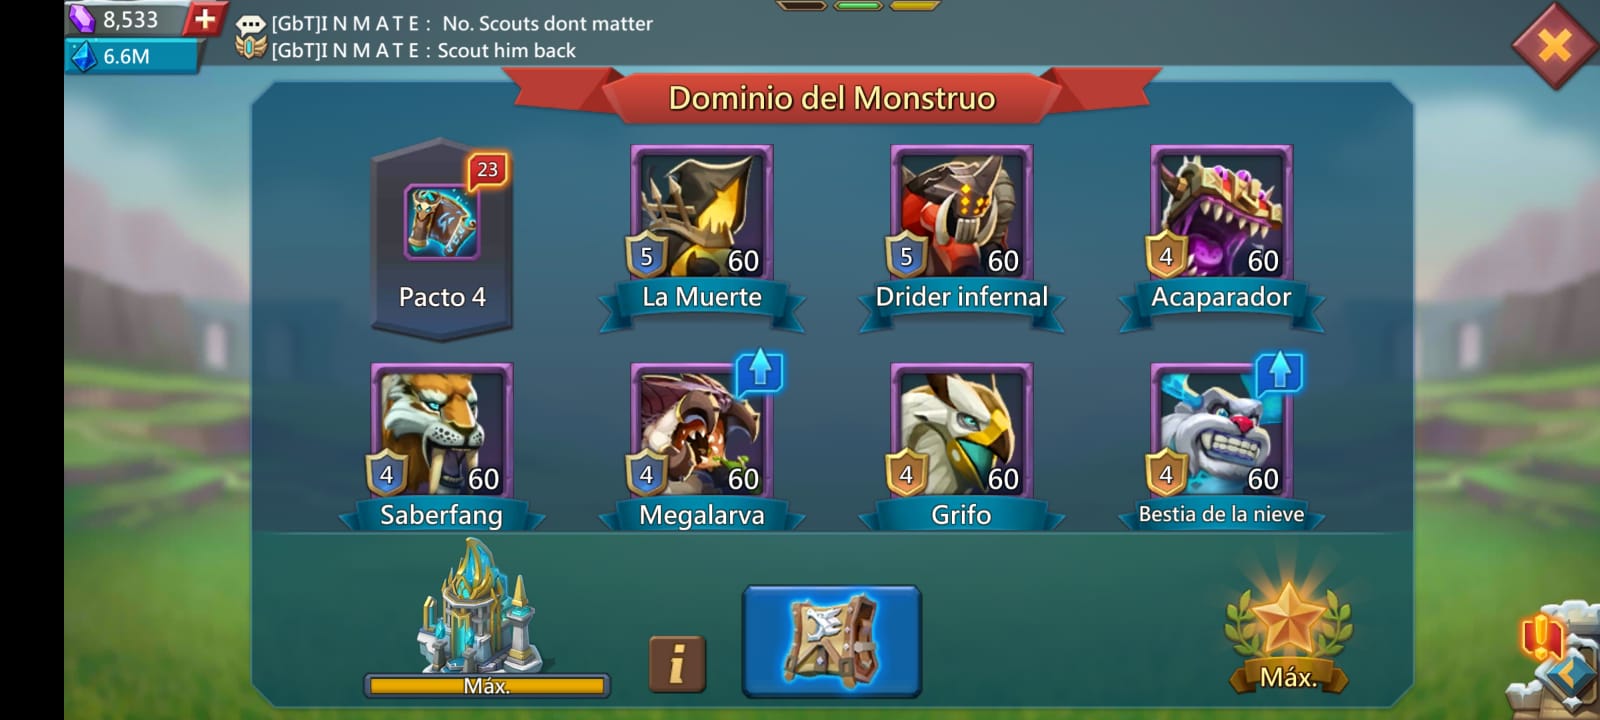 8,533
[GbT]I N M A T E : No. Scouts dont matter
6.6M
[GbT]I N M A T E : Scout him back
Dominio del Monstruo
23
Pacto 4
5
60
La Muerte
5
60
Drider infernal
4
60
Acaparador
4
60
Saberfang
4
60
Megalarva
4
60
Grifo
4
60
Bestia de la nieve
Máx.
i
Máx.